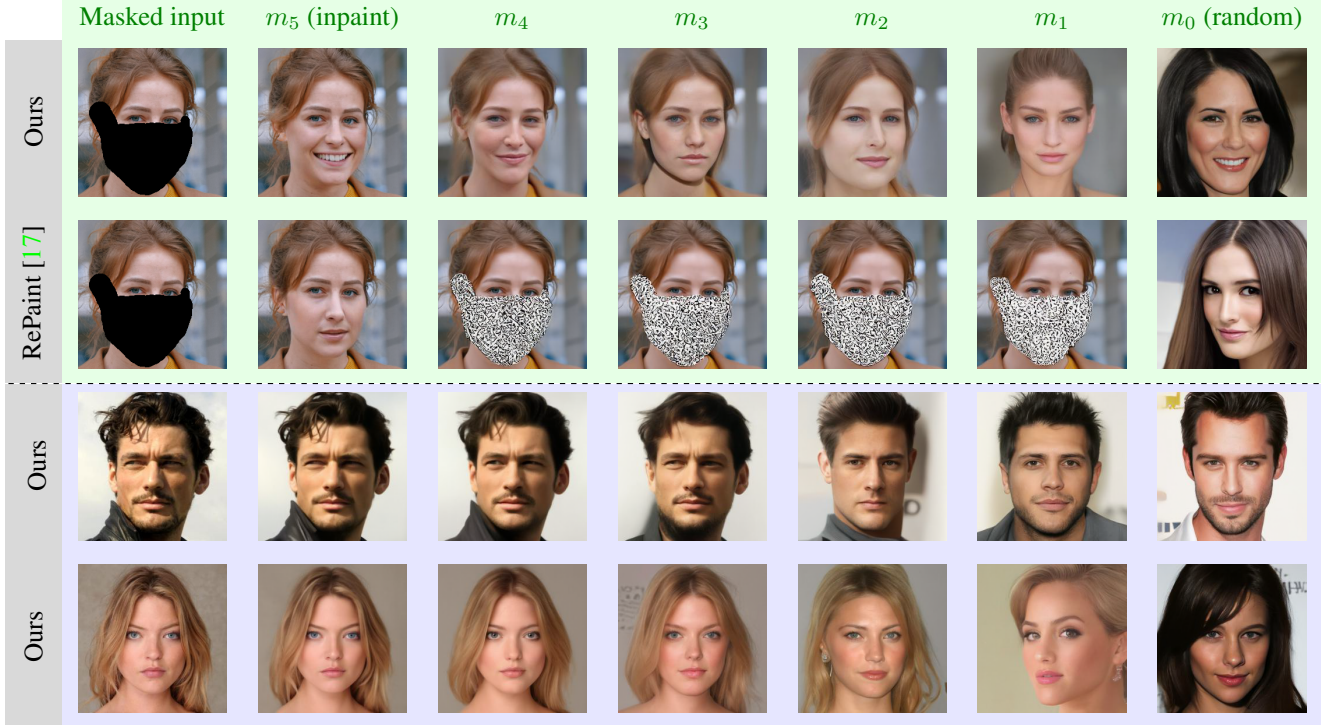 Masked input m₅ (inpaint) m₄ m₃ m₂ m₁ m₀ (random)
Ours
RePaint [17]
Ours
Ours